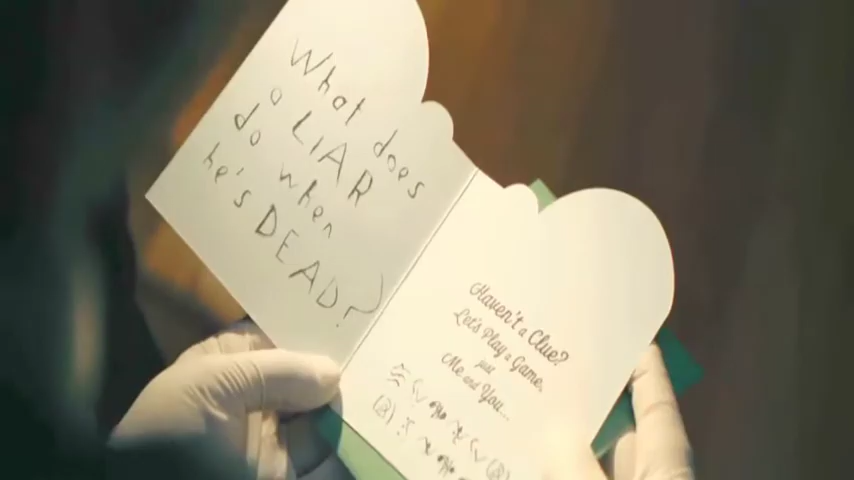 What does
a LIAR
do when
he's DEAD?
Haven't a Clue?
Let's Play a Game,
just
Me and You...